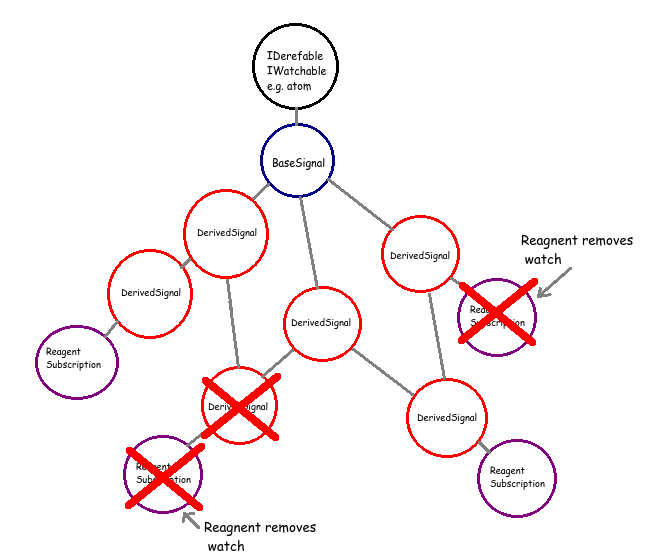 IDerefable
IWatchable
e.g. atom
BaseSignal
DerivedSignal
DerivedSignal
DerivedSignal
Reagnent removes
watch
Reagent
Subscription
DerivedSignal
DerivedSignal
Reagent
Subscription
DerivedSignal
DerivedSignal
Reagent
Subscription
Reagent
Subscription
Reagnent removes
watch